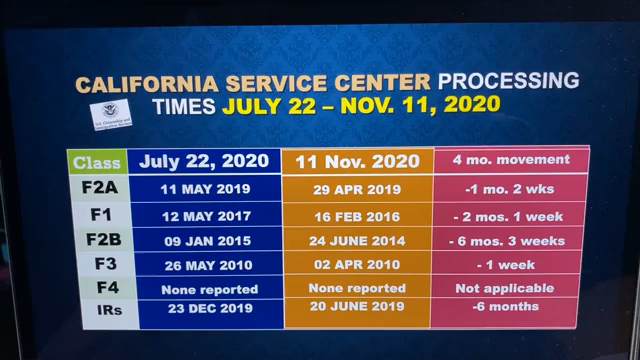 CALIFORNIA SERVICE CENTER PROCESSING
TIMES JULY 22 – NOV. 11, 2020
U.S. Citizenship and
Immigration Services
Class July 22, 2020 11 Nov. 2020 4 mo. movement
F2A 11 MAY 2019 29 APR 2019 -1 mo. 2 wks
F1 12 MAY 2017 16 FEB 2016 - 2 mos. 1 week
F2B 09 JAN 2015 24 JUNE 2014 - 6 mos. 3 weeks
F3 26 MAY 2010 02 APR 2010 - 1 week
F4 None reported None reported Not applicable
IRs 23 DEC 2019 20 JUNE 2019 -6 months